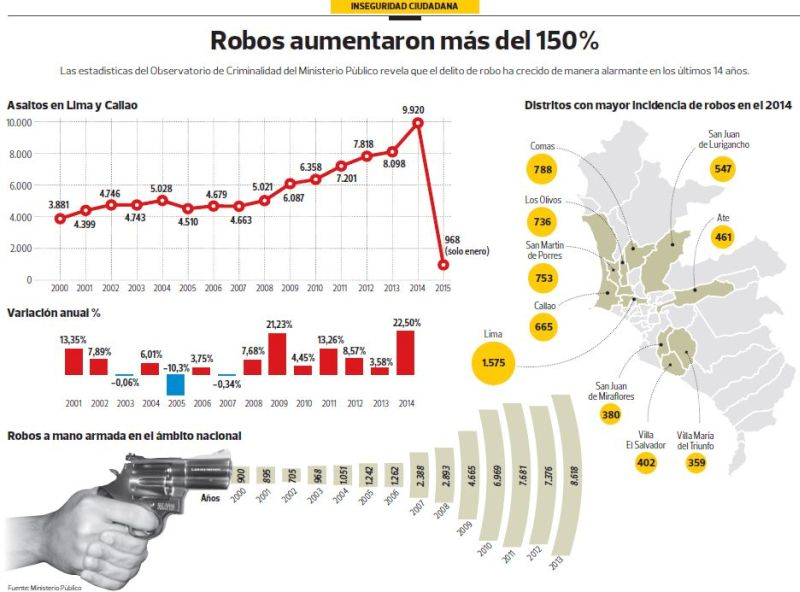 INSEGURIDAD CIUDADANA
Robos aumentaron más del 150%
Las estadísticas del Observatorio de Criminalidad del Ministerio Público revela que el delito de robo ha crecido de manera alarmante en los últimos 14 años.
Asaltos en Lima y Callao
10.000
8.000
6.000
4.000
2.000
0
3.881
4.399
4.746
4.743
5.028
4.510
4.679
4.663
5.021
6.087
6.358
7.201
7.818
8.098
9.920
968
(solo enero)
2000 2001 2002 2003 2004 2005 2006 2007 2008 2009 2010 2011 2012 2013 2014 2015
Variación anual %
13,35% 7,89% –0,06% 6,01% –10,3% 3,75% –0,34% 7,68% 21,23% 4,45% 13,26% 8,57% 3,58% 22,50%
2001 2002 2003 2004 2005 2006 2007 2008 2009 2010 2011 2012 2013 2014
Robos a mano armada en el ámbito nacional
Años
900 895 705 968 1.051 1.242 1.262 2.388 2.893 4.665 6.969 7.681 7.376 8.618
2000 2001 2002 2003 2004 2005 2006 2007 2008 2009 2010 2011 2012 2013
Fuente: Ministerio Público
Distritos con mayor incidencia de robos en el 2014
Comas
788
Los Olivos
736
San Martín
de Porres
753
Callao
665
Lima
1.575
San Juan
de Lurigancho
547
Ate
461
San Juan
de Miraflores
380
Villa
El Salvador
402
Villa María
del Triunfo
359